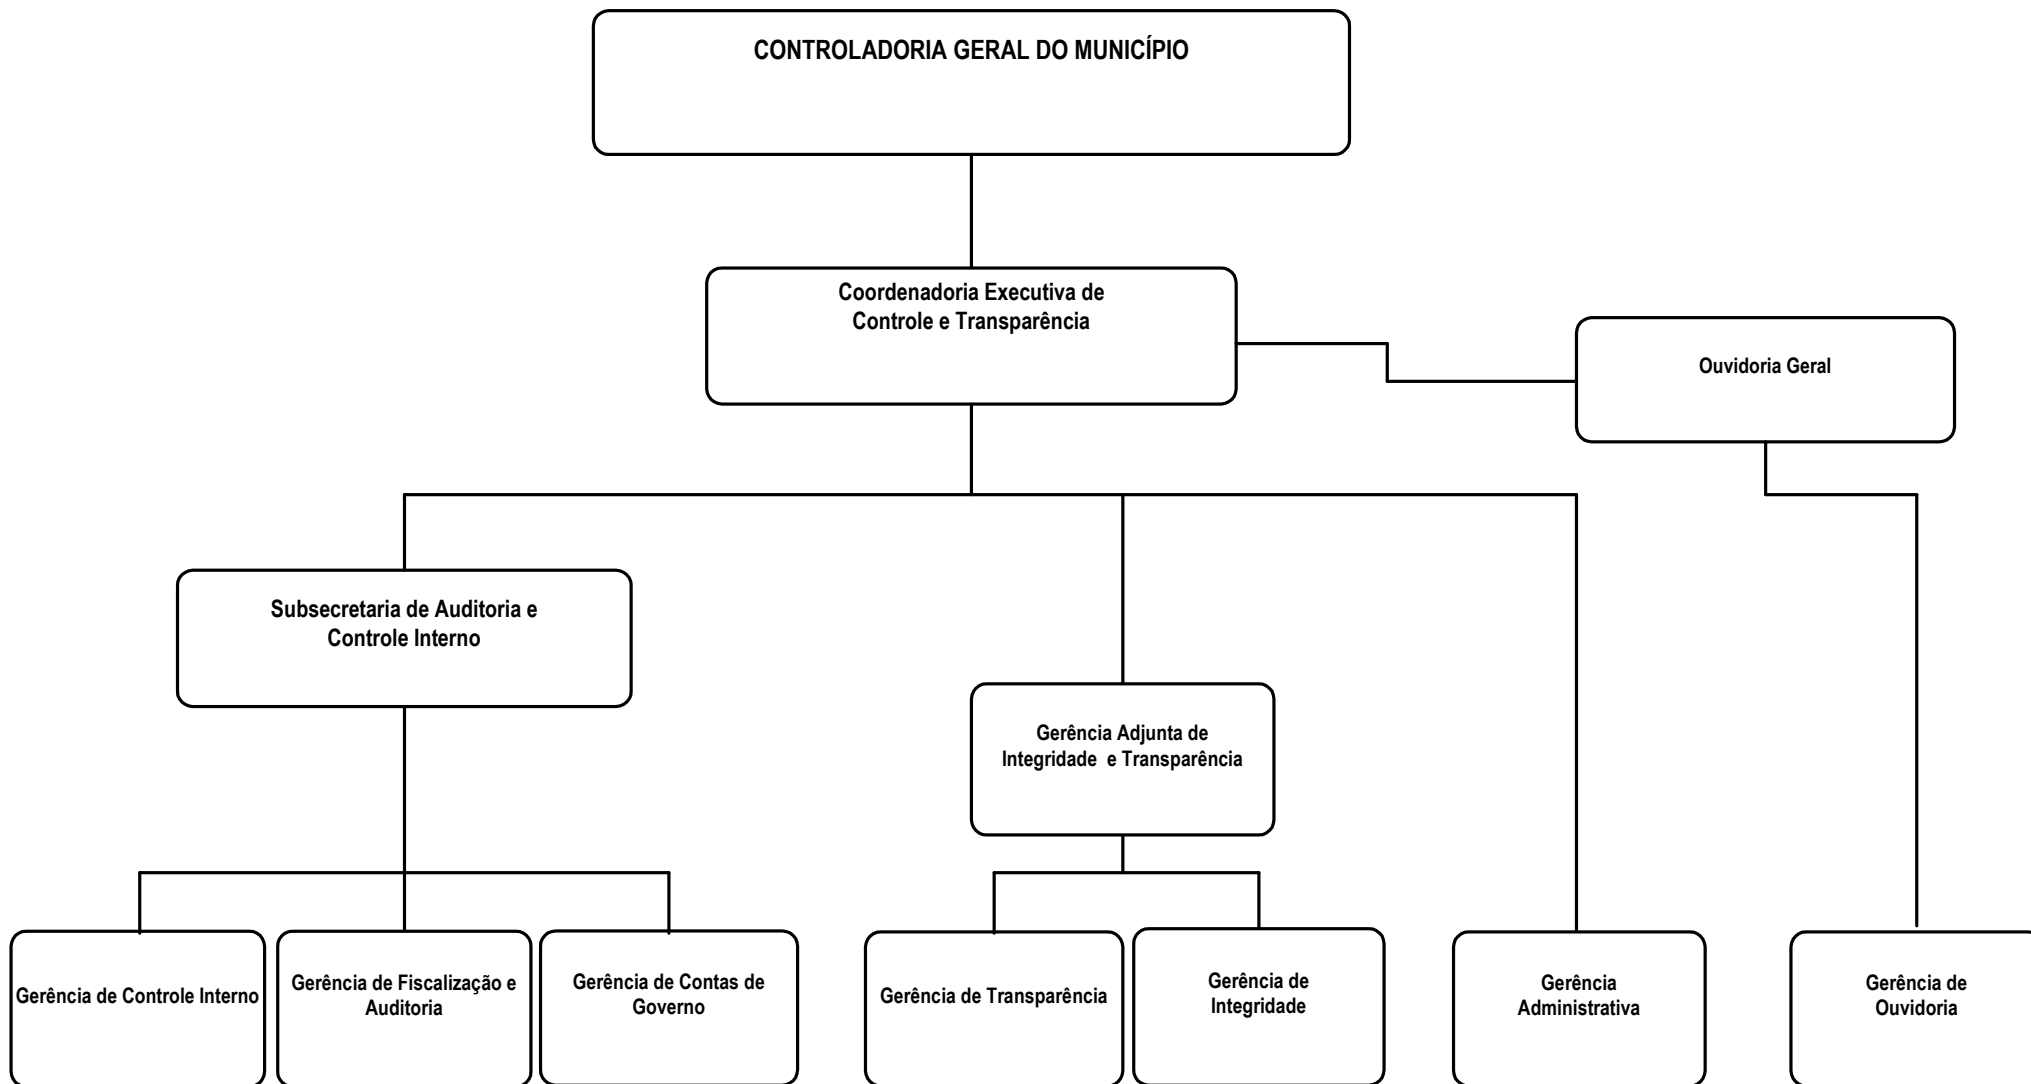 CONTROLADORIA GERAL DO MUNICÍPIO
Coordenadoria Executiva de
Controle e Transparência
Ouvidoria Geral
Subsecretaria de Auditoria e
Controle Interno
Gerência Adjunta de
Integridade e Transparência
Gerência de Controle Interno
Gerência de Fiscalização e
Auditoria
Gerência de Contas de
Governo
Gerência de Transparência
Gerência de
Integridade
Gerência
Administrativa
Gerência de
Ouvidoria